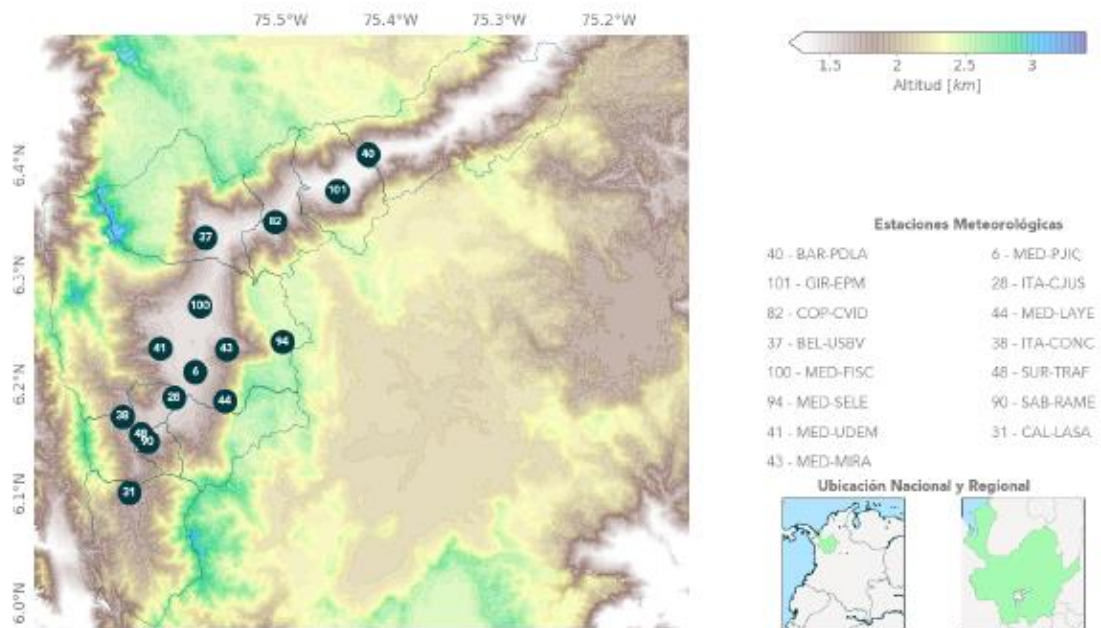 75.5°W 75.4°W 75.3°W 75.2°W
6.4°N
6.3°N
6.2°N
6.1°N
6.0°N
40
101
82
37
100
41
43
94
6
28
44
38
48
90
31
1.5 2 2.5 3
Altitud [km]
Estaciones Meteorológicas
40 - BAR-PDLA
101 - GIR-EPM
82 - COP-CVID
37 - BEL-USBV
100 - MED-FISC
94 - MED-SELE
41 - MED-UDEM
43 - MED-MIRA
6 - MED-PJIC
28 - ITA-CJUS
44 - MED-LAYE
38 - ITA-CONC
48 - SUR-TRAF
90 - SAB-RAME
31 - CAL-LASA
Ubicación Nacional y Regional